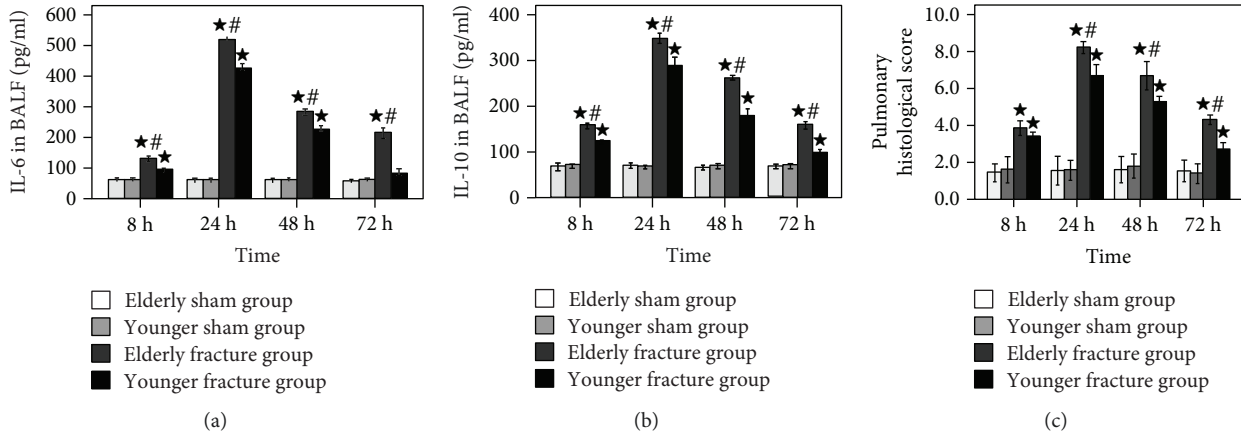 IL-6 in BALF (pg/ml)
600
500
400
300
200
100
0
★ #
★
★ #
★
★ #
★
★ #
8 h 24 h 48 h 72 h
Time
Elderly sham group
Younger sham group
Elderly fracture group
Younger fracture group
(a)
IL-10 in BALF (pg/ml)
400
300
200
100
0
★ #
★
★ #
★
★ #
★
★ #
★
8 h 24 h 48 h 72 h
Time
Elderly sham group
Younger sham group
Elderly fracture group
Younger fracture group
(b)
Pulmonary
histological score
10.0
8.0
6.0
4.0
2.0
0.0
★
★
★ #
★
★ #
★
★ #
★
8 h 24 h 48 h 72 h
Time
Elderly sham group
Younger sham group
Elderly fracture group
Younger fracture group
(c)